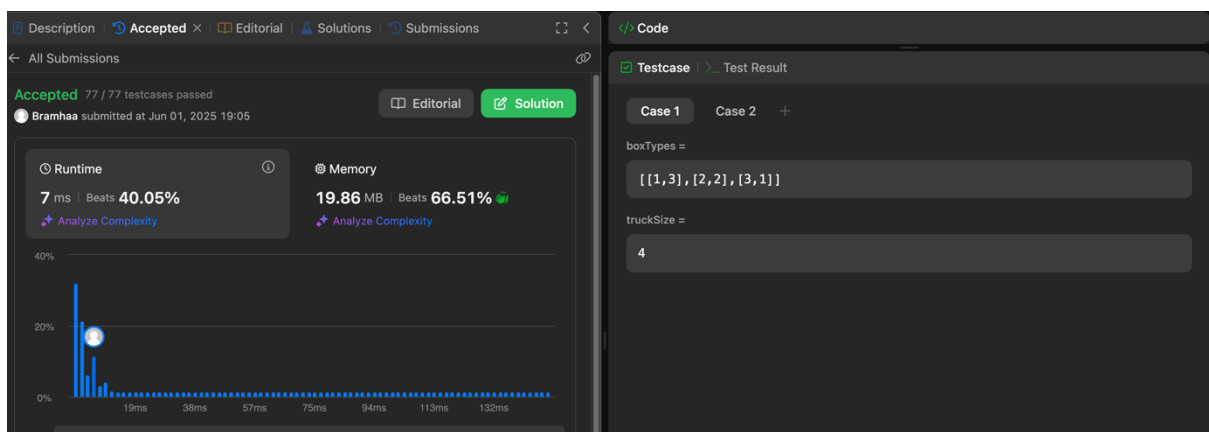 Description | Accepted × | Editorial | Solutions | Submissions
← All Submissions
Accepted 77 / 77 testcases passed
Bramhaa submitted at Jun 01, 2025 19:05
Editorial
Solution
Runtime
7 ms | Beats 40.05%
Analyze Complexity
Memory
19.86 MB | Beats 66.51%
Analyze Complexity
40%
20%
0%
19ms 38ms 57ms 75ms 94ms 113ms 132ms
</> Code
Testcase | >_ Test Result
Case 1 Case 2 +
boxTypes =
[[1,3],[2,2],[3,1]]
truckSize =
4